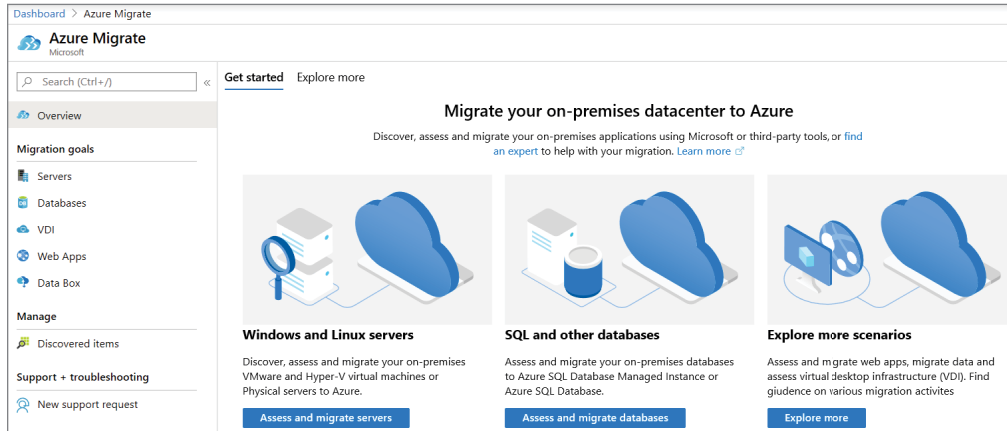 Dashboard > Azure Migrate
Azure Migrate
Microsoft
Search (Ctrl+/)
«
Overview
Migration goals
Servers
Databases
VDI
Web Apps
Data Box
Manage
Discovered items
Support + troubleshooting
New support request
Get started Explore more
Migrate your on-premises datacenter to Azure
Discover, assess and migrate your on-premises applications using Microsoft or third-party tools, or find
an expert to help with your migration. Learn more
Windows and Linux servers
Discover, assess and migrate your on-premises
VMware and Hyper-V virtual machines or
Physical servers to Azure.
Assess and migrate servers
SQL and other databases
Assess and migrate your on-premises databases
to Azure SQL Database Managed Instance or
Azure SQL Database.
Assess and migrate databases
Explore more scenarios
Assess and migrate web apps, migrate data and
assess virtual desktop infrastructure (VDI). Find
giudence on various migration activites
Explore more